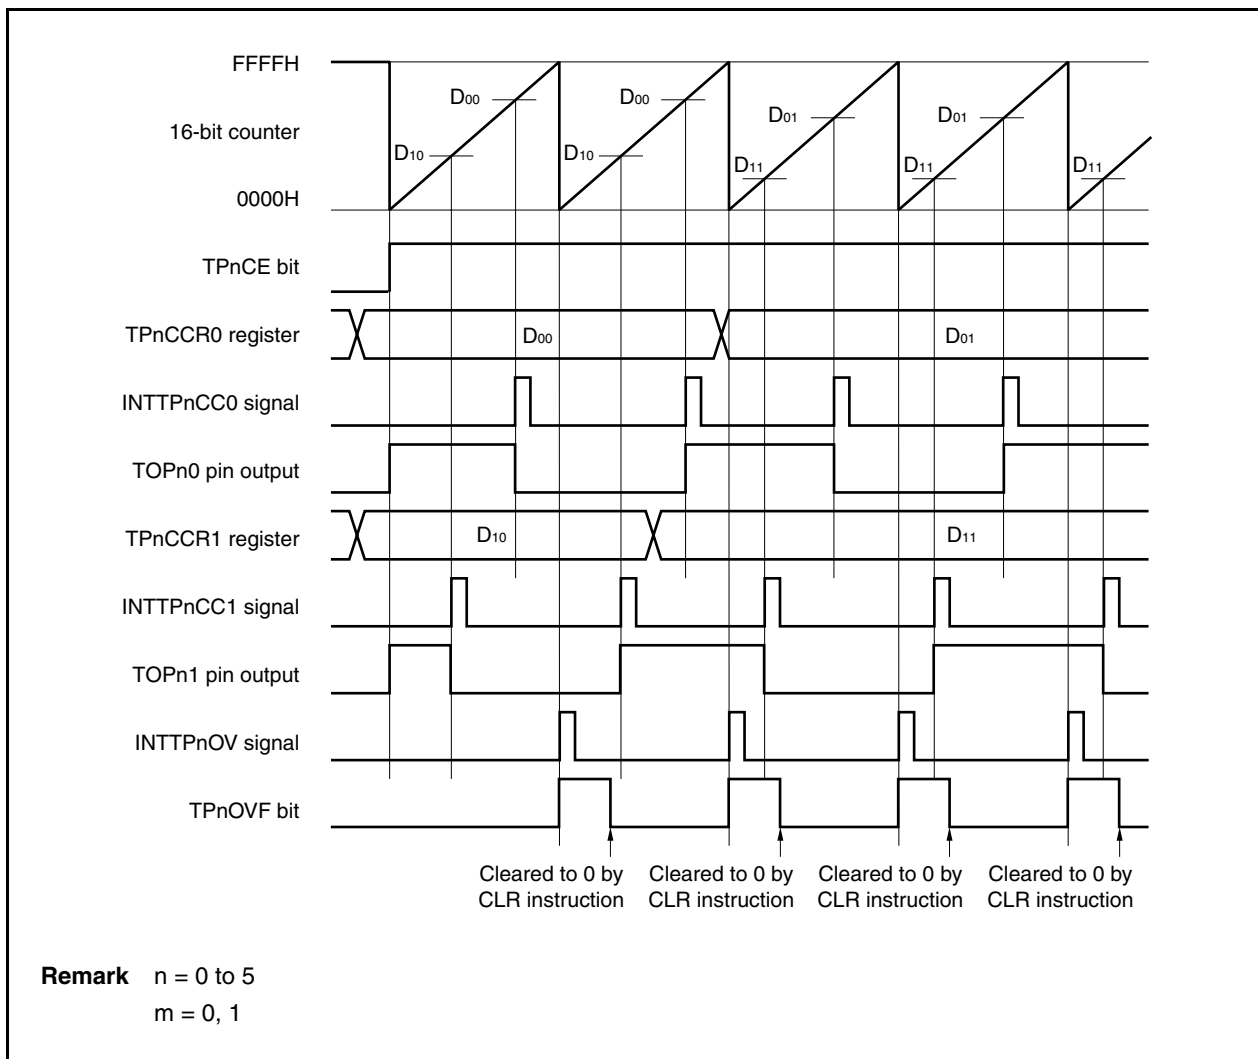 FFFFH
D00 D00
D01 D01
16-bit counter
D10 D10
D11 D11 D11
0000H
TPnCE bit
TPnCCR0 register D00 D01
INTTPnCC0 signal
TOPn0 pin output
TPnCCR1 register D10 D11
INTTPnCC1 signal
TOPn1 pin output
INTTPnOV signal
TPnOVF bit
Cleared to 0 by Cleared to 0 by Cleared to 0 by Cleared to 0 by
CLR instruction CLR instruction CLR instruction CLR instruction
Remark n = 0 to 5
m = 0, 1